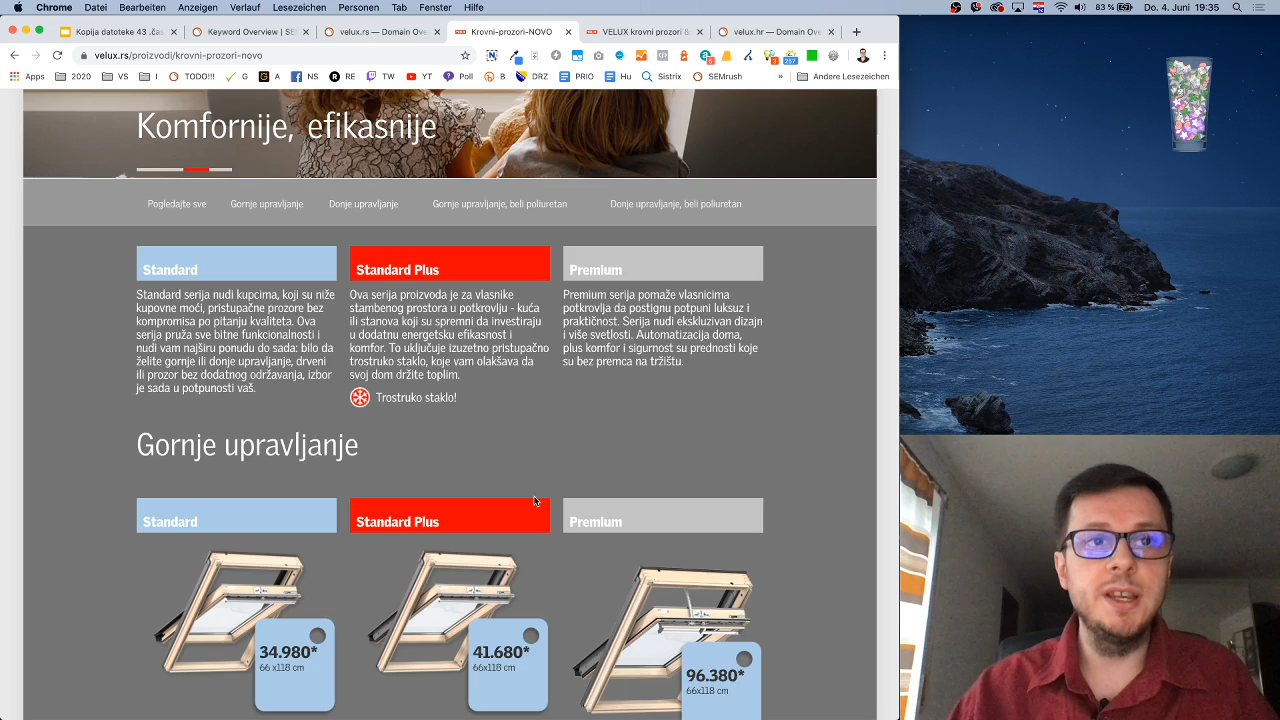 Chrome Datei Bearbeiten Anzeigen Verlauf Lesezeichen Personen Tab Fenster Hilfe 83 % Do. 4. Juni 19:35
Kopija datoteke 43 .čas Keyword Overview | SE velux.rs — Domain Ove Krovni-prozori-NOVO VELUX krovni prozori & velux.hr — Domain Ove
velux.rs/proizvodi/krovni-prozori-novo
Apps 2020 VS I TODO!!! G A NS RE TW YT Poll B DRZ PRIO Hu Sistrix SEMrush » Andere Lesezeichen
Komfornije, efikasnije
Pogledajte sve Gornje upravljanje Donje upravljanje Gornje upravljanje, beli poliuretan Donje upravljanje, beli poliuretan
Standard
Standard serija nudi kupcima, koji su niže
kupovne moći, pristupačne prozore bez
kompromisa po pitanju kvaliteta. Ova
serija pruža sve bitne funkcionalnosti i
nudi vam najširu ponudu do sada: bilo da
želite gornje ili donje upravljanje, drveni
ili prozor bez dodatnog održavanja, izbor
je sada u potpunosti vaš.
Standard Plus
Ova serija proizvoda je za vlasnike
stambenog prostora u potkrovlju - kuća
ili stanova koji su spremni da investiraju
u dodatnu energetsku efikasnost i
komfor. To uključuje izuzetno pristupačno
trostruko staklo, koje vam olakšava da
svoj dom držite toplim.
Trostruko staklo!
Premium
Premium serija pomaže vlasnicima
potkrovlja da postignu potpuni luksuz i
praktičnost. Serija nudi ekskluzivan dizajn
i više svetlosti. Automatizacija doma,
plus komfor i sigurnost su prednosti koje
su bez premca na tržištu.
Gornje upravljanje
Standard Standard Plus Premium
34.980*
66 x118 cm
41.680*
66x118 cm
96.380*
66x118 cm